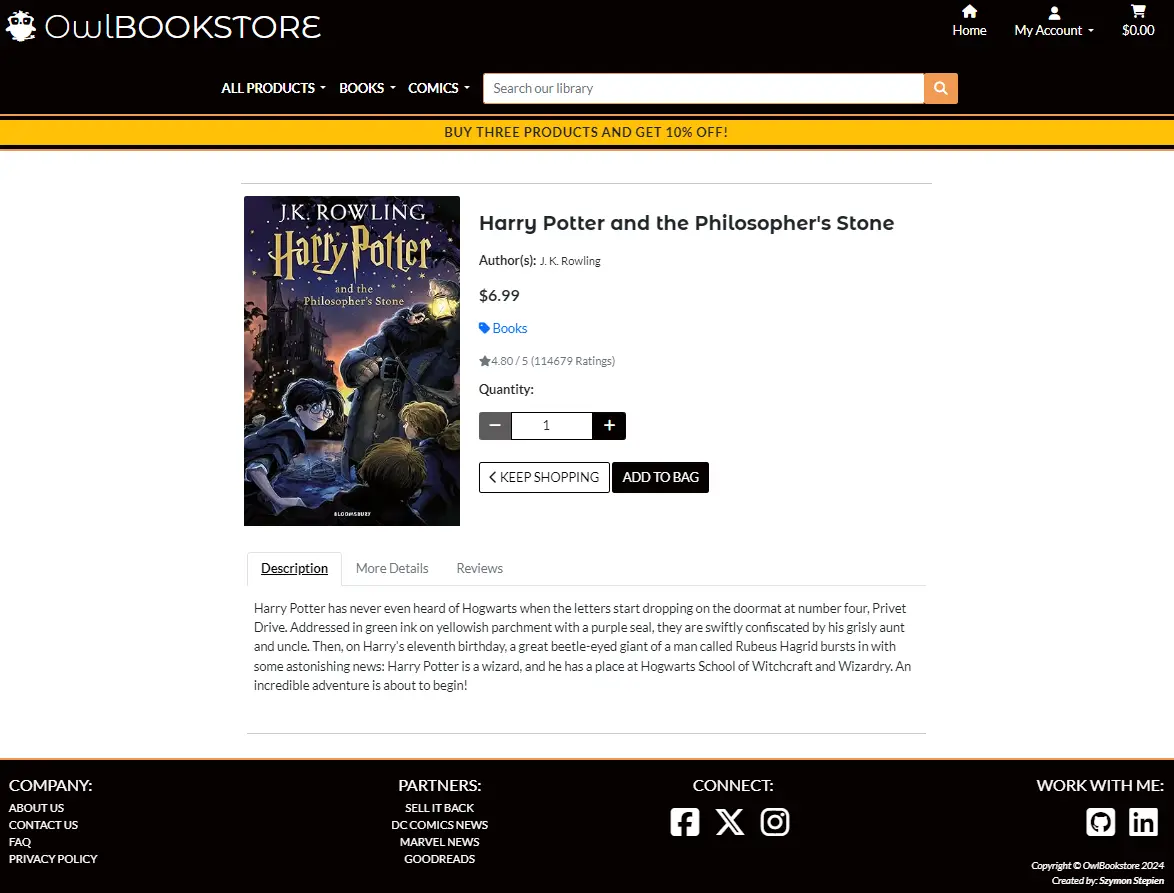 OwlBOOKSTORE
Home
My Account
$0.00
ALL PRODUCTS
BOOKS
COMICS
Search our library
BUY THREE PRODUCTS AND GET 10% OFF!
J.K. ROWLING
Harry Potter
and the
Philosopher's Stone
BLOOMSBURY
Harry Potter and the Philosopher's Stone
Author(s): J. K. Rowling
$6.99
Books
4.80 / 5 (114679 Ratings)
Quantity:
− 1 +
KEEP SHOPPING
ADD TO BAG
Description
More Details
Reviews
Harry Potter has never even heard of Hogwarts when the letters start dropping on the doormat at number four, Privet
Drive. Addressed in green ink on yellowish parchment with a purple seal, they are swiftly confiscated by his grisly aunt
and uncle. Then, on Harry's eleventh birthday, a great beetle-eyed giant of a man called Rubeus Hagrid bursts in with
some astonishing news: Harry Potter is a wizard, and he has a place at Hogwarts School of Witchcraft and Wizardry. An
incredible adventure is about to begin!
COMPANY:
ABOUT US
CONTACT US
FAQ
PRIVACY POLICY
PARTNERS:
SELL IT BACK
DC COMICS NEWS
MARVEL NEWS
GOODREADS
CONNECT:
WORK WITH ME:
Copyright © OwlBookstore 2024
Created by: Szymon Stepien